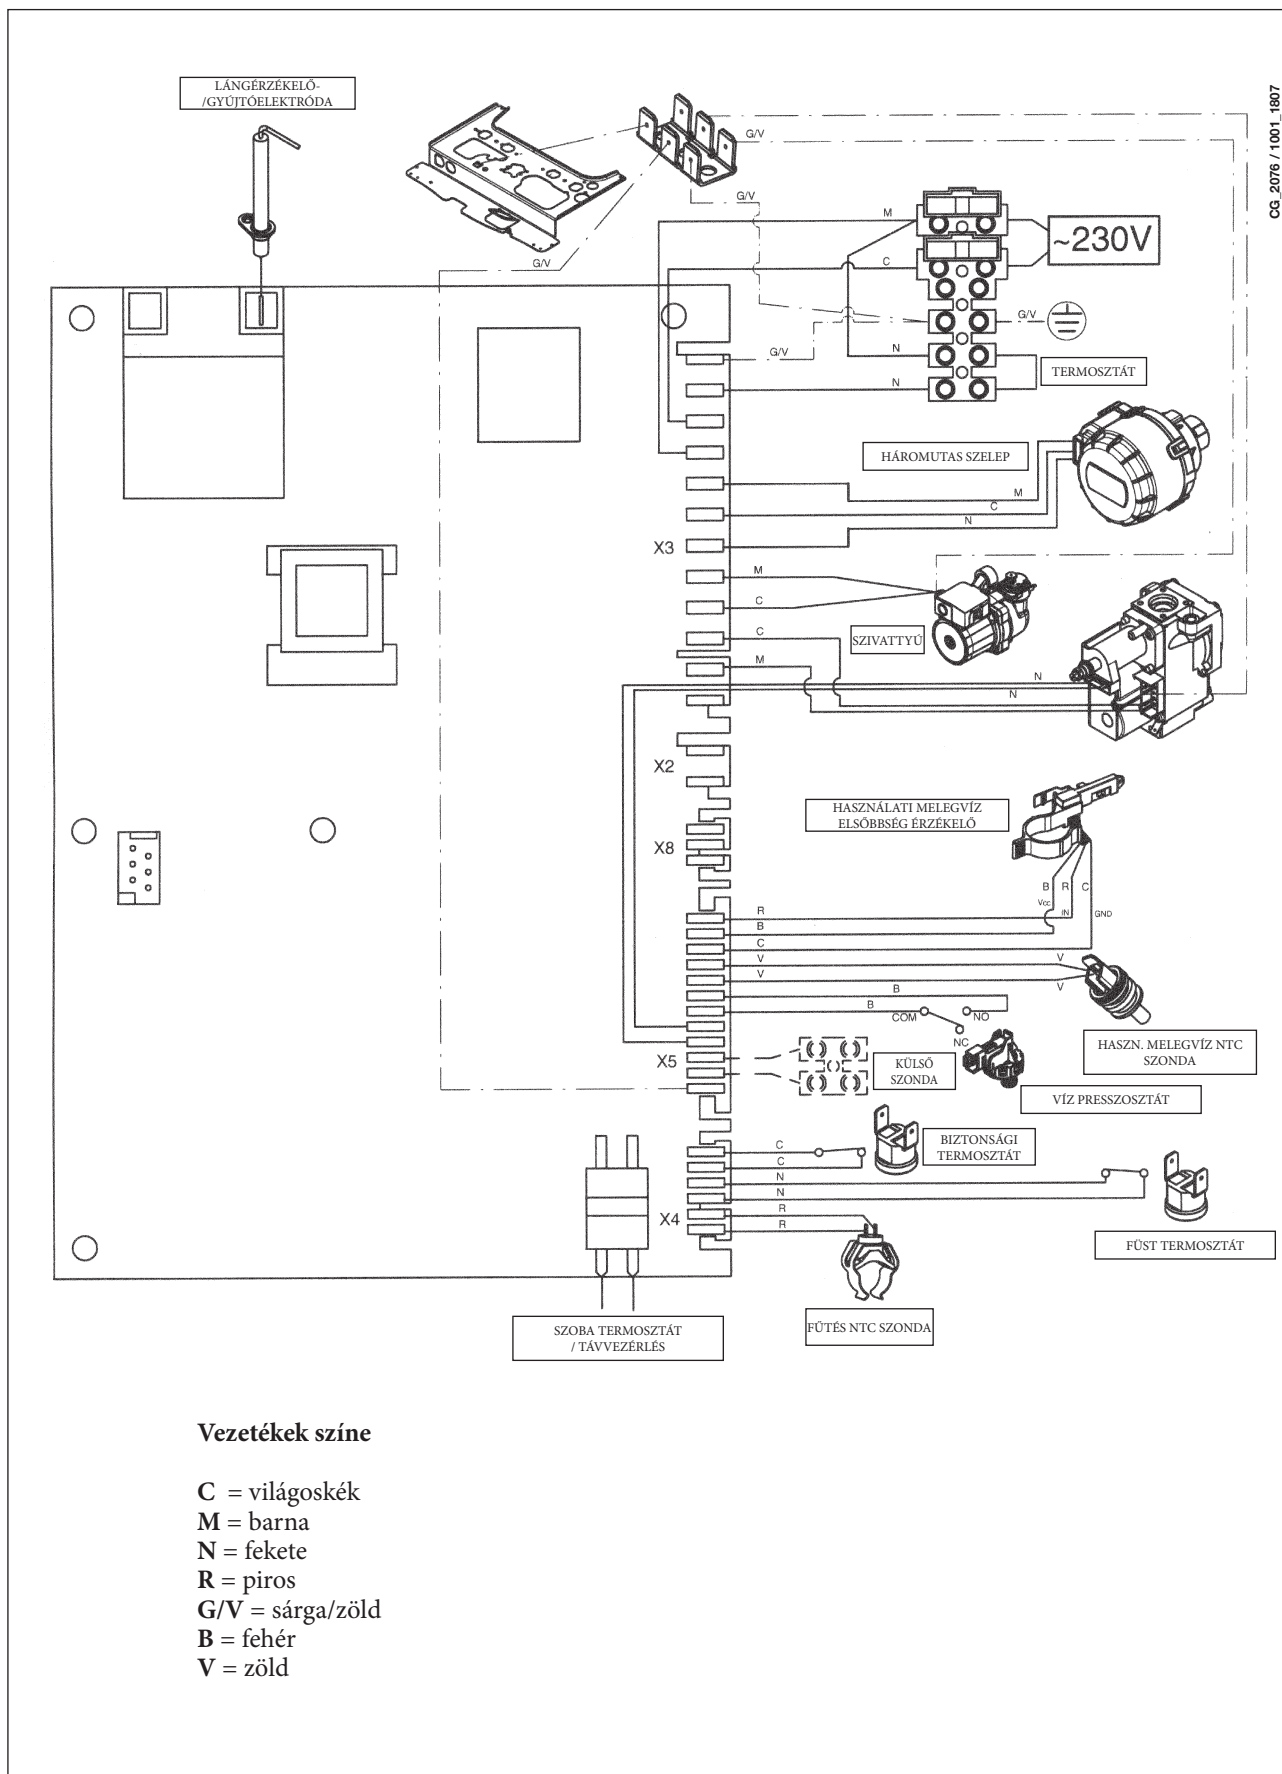 LÁNGÉRZÉKELŐ-
/GYÚJTÓELEKTRÓDA
CG_2076 / 1001_1807
G/V
G/V
G/V
M
~230V
C
G/V
G/V
N
TERMOSZTÁT
N
HÁROMUTAS SZELEP
M
C
N
X3
M
C
SZIVATTYÚ
C
M
N
N
X2
HASZNÁLATI MELEGVÍZ
ELSŐBBSÉG ÉRZÉKELŐ
X8
B R C
Vcc
IN
GND
R
B
C
V
V
V
V
B
B
COM
NO
NC
HASZN. MELEGVÍZ NTC
SZONDA
X5
KÜLSŐ
SZONDA
VÍZ PRESSZOSTÁT
BIZTONSÁGI
TERMOSZTÁT
C
C
N
N
X4
R
R
FÜST TERMOSZTÁT
SZOBA TERMOSZTÁT
/ TÁVVEZÉRLÉS
FŰTÉS NTC SZONDA
Vezetékek színe
C = világoskék
M = barna
N = fekete
R = piros
G/V = sárga/zöld
B = fehér
V = zöld